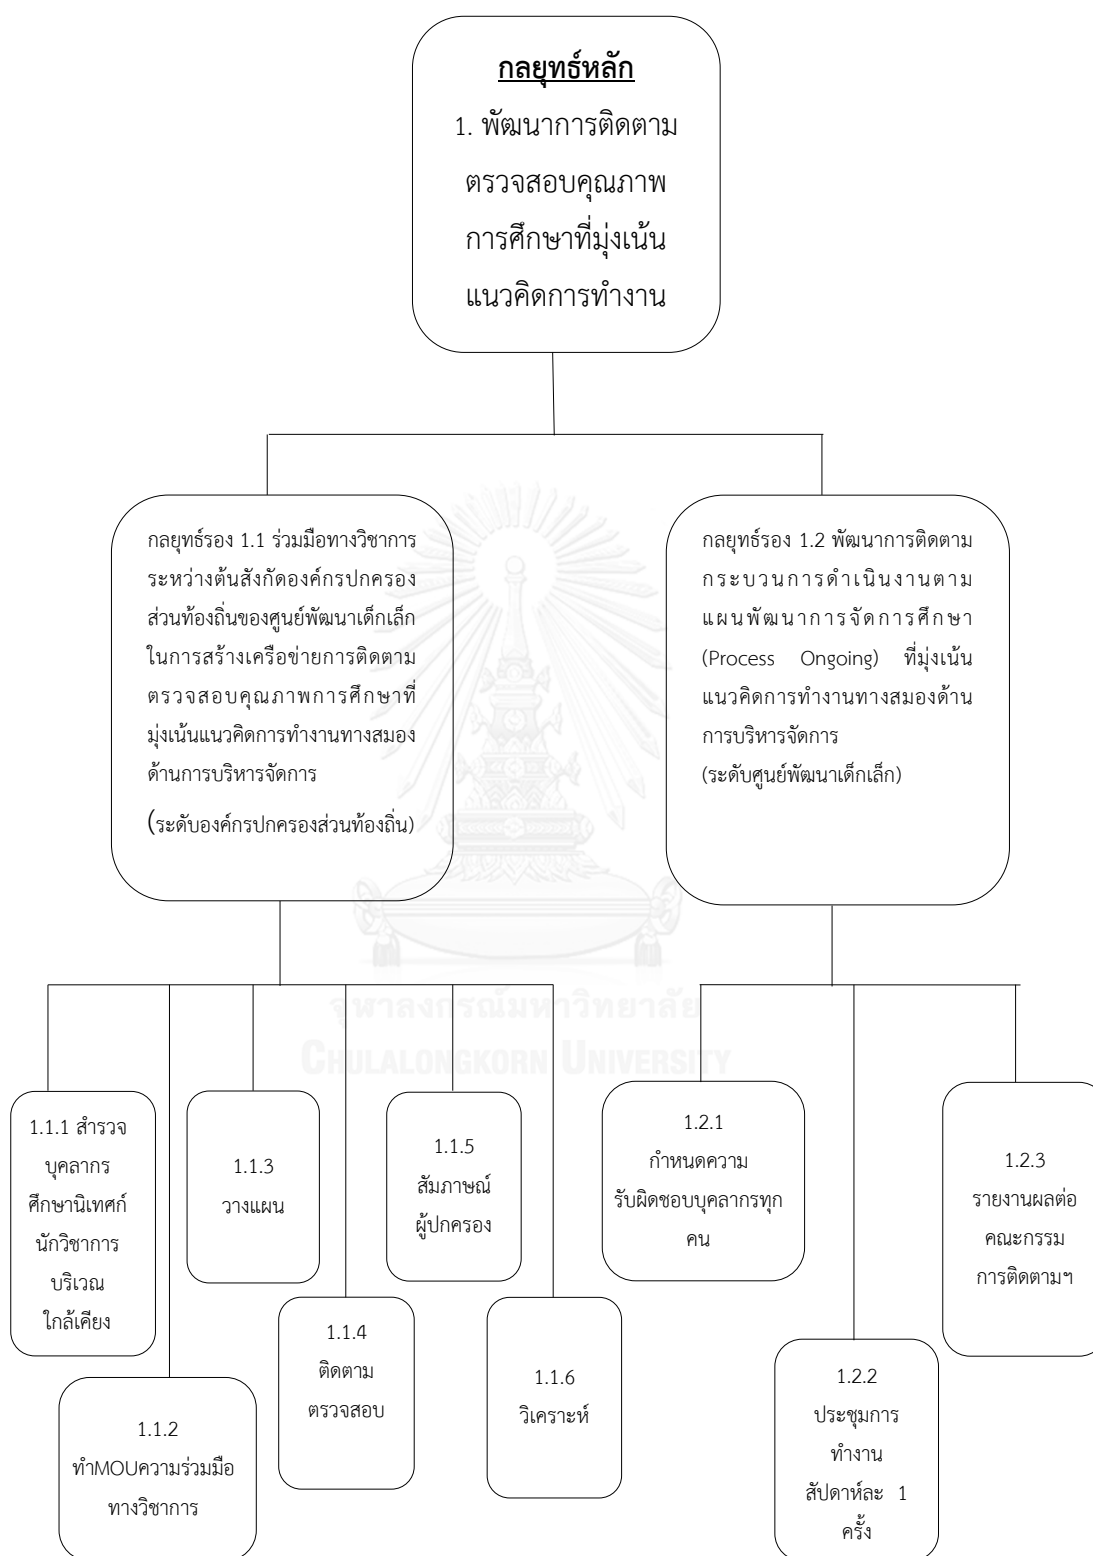 กลยุทธ์หลัก
1. พัฒนาการติดตาม
ตรวจสอบคุณภาพ
การศึกษาที่มุ่งเน้น
แนวคิดการทำงาน
กลยุทธ์รอง 1.1 ร่วมมือทางวิชาการ
ระหว่างต้นสังกัดองค์กรปกครอง
ส่วนท้องถิ่นของศูนย์พัฒนาเด็กเล็ก
ในการสร้างเครือข่ายการติดตาม
ตรวจสอบคุณภาพการศึกษาที่
มุ่งเน้นแนวคิดการทำงานทางสมอง
ด้านการบริหารจัดการ
(ระดับองค์กรปกครองส่วนท้องถิ่น)
กลยุทธ์รอง 1.2 พัฒนาการติดตาม
กระบวนการดำเนินงานตาม
แผนพัฒนาการจัดการศึกษา
(Process Ongoing) ที่มุ่งเน้น
แนวคิดการทำงานทางสมองด้าน
การบริหารจัดการ
(ระดับศูนย์พัฒนาเด็กเล็ก)
จุฬาลงกรณ์มหาวิทยาลัย
CHULALONGKORN UNIVERSITY
1.1.1 สำรวจ
บุคลากร
ศึกษานิเทศก์
นักวิชาการ
บริเวณ
ใกล้เคียง
1.1.2
ทำMOUความร่วมมือ
ทางวิชาการ
1.1.3
วางแผน
1.1.4
ติดตาม
ตรวจสอบ
1.1.5
สัมภาษณ์
ผู้ปกครอง
1.1.6
วิเคราะห์
1.2.1
กำหนดความ
รับผิดชอบบุคลากรทุก
คน
1.2.2
ประชุมการ
ทำงาน
สัปดาห์ละ 1
ครั้ง
1.2.3
รายงานผลต่อ
คณะกรรม
การติดตามฯ